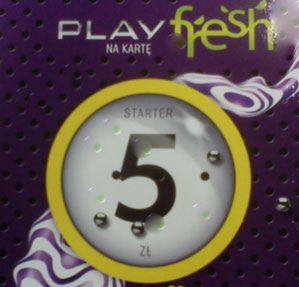 PLAY fresh
NA KARTĘ
STARTER
5
ZŁ